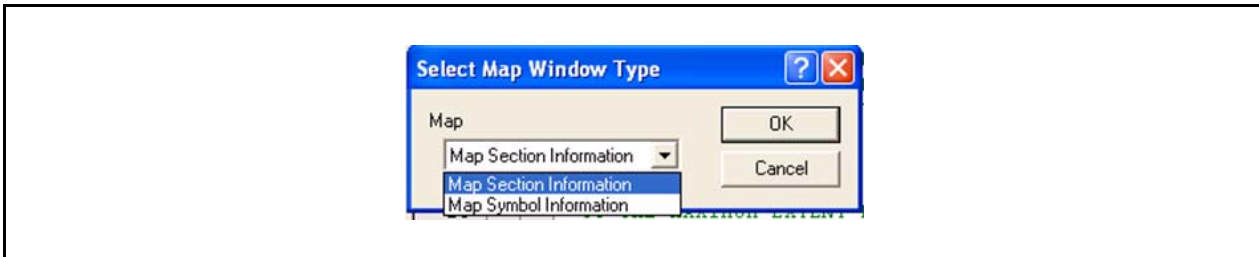 Select Map Window Type
Map
OK
Map Section Information
Cancel
Map Section Information
Map Symbol Information